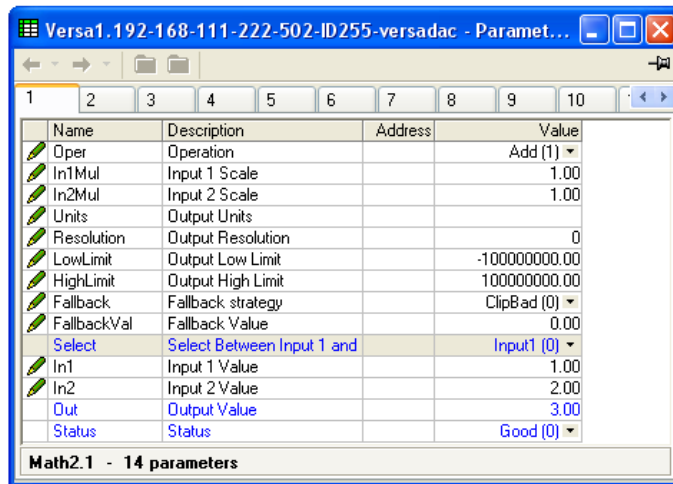 Versa1.192-168-111-222-502-ID255-versadac - Paramet...
1 2 3 4 5 6 7 8 9 10
Name Description Address Value
Oper Operation Add (1)
In1Mul Input 1 Scale 1.00
In2Mul Input 2 Scale 1.00
Units Output Units
Resolution Output Resolution 0
LowLimit Output Low Limit -100000000.00
HighLimit Output High Limit 100000000.00
Fallback Fallback strategy ClipBad (0)
FallbackVal Fallback Value 0.00
Select Select Between Input 1 and Input1 (0)
In1 Input 1 Value 1.00
In2 Input 2 Value 2.00
Out Output Value 3.00
Status Status Good (0)
Math2.1 - 14 parameters